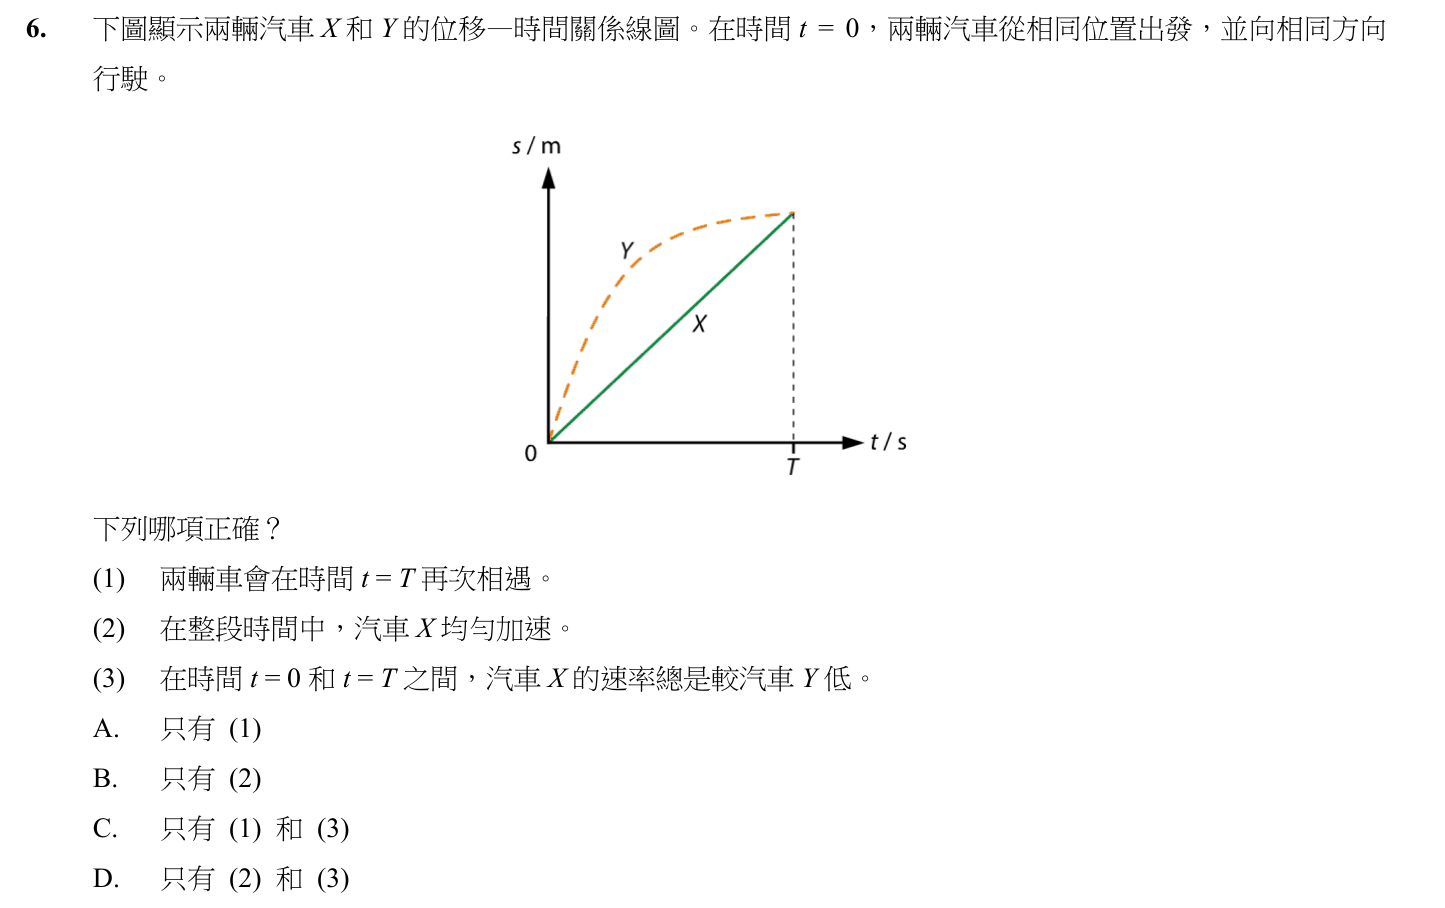 6. 下圖顯示兩輛汽車 X 和 Y 的位移—時間關係線圖。在時間 t = 0，兩輛汽車從相同位置出發，並向相同方向
行駛。
s / m
Y
X
0
t / s
T
下列哪項正確？
(1) 兩輛車會在時間 t = T 再次相遇。
(2) 在整段時間中，汽車 X 均勻加速。
(3) 在時間 t = 0 和 t = T 之間，汽車 X 的速率總是較汽車 Y 低。
A. 只有 (1)
B. 只有 (2)
C. 只有 (1) 和 (3)
D. 只有 (2) 和 (3)